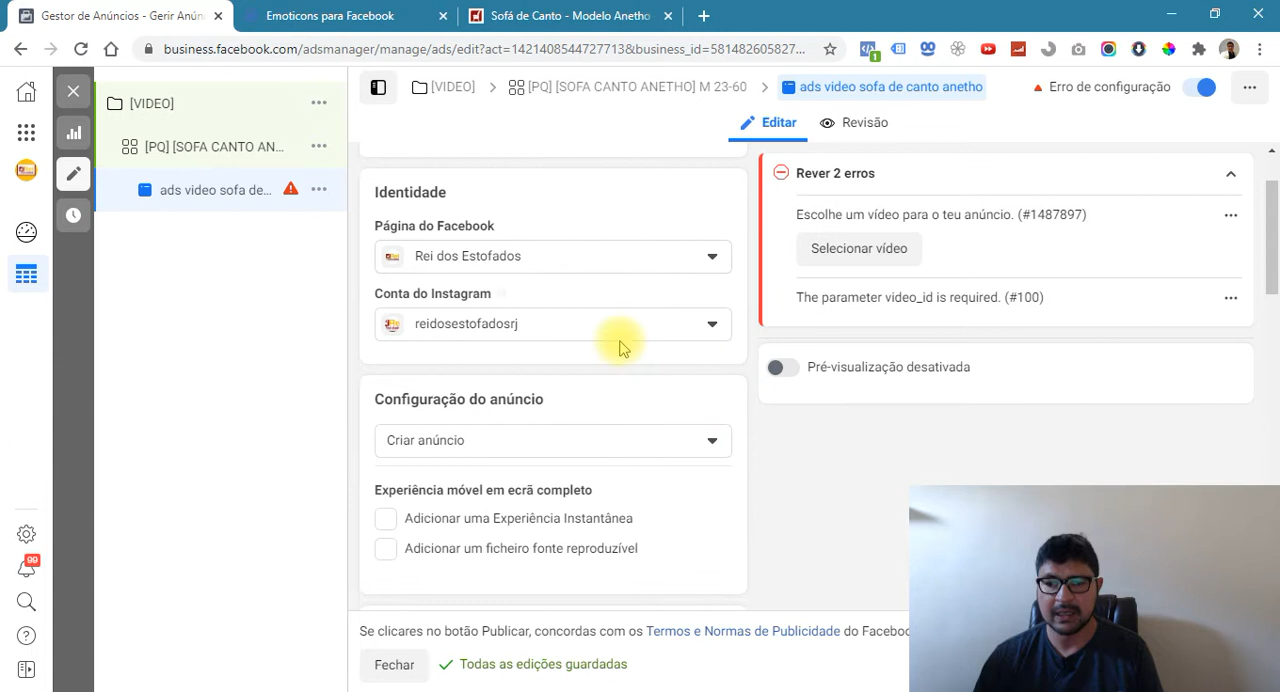 Gestor de Anúncios - Gerir Anún
Emoticons para Facebook
Sofá de Canto - Modelo Anetho
business.facebook.com/adsmanager/manage/ads/edit?act=1421408544727713&business_id=581482605827...
[VIDEO]
[PQ] [SOFA CANTO AN...
ads video sofa de...
[VIDEO]
[PQ] [SOFA CANTO ANETHO] M 23-60
ads video sofa de canto anetho
Erro de configuração
Editar
Revisão
Identidade
Página do Facebook
Rei dos Estofados
Conta do Instagram
reidosestofadosrj
Configuração do anúncio
Criar anúncio
Experiência móvel em ecrã completo
Adicionar uma Experiência Instantânea
Adicionar um ficheiro fonte reproduzível
Rever 2 erros
Escolhe um vídeo para o teu anúncio. (#1487897)
Selecionar vídeo
The parameter video_id is required. (#100)
Pré-visualização desativada
99
1
Se clicares no botão Publicar, concordas com os Termos e Normas de Publicidade do Faceboo
Fechar
Todas as edições guardadas